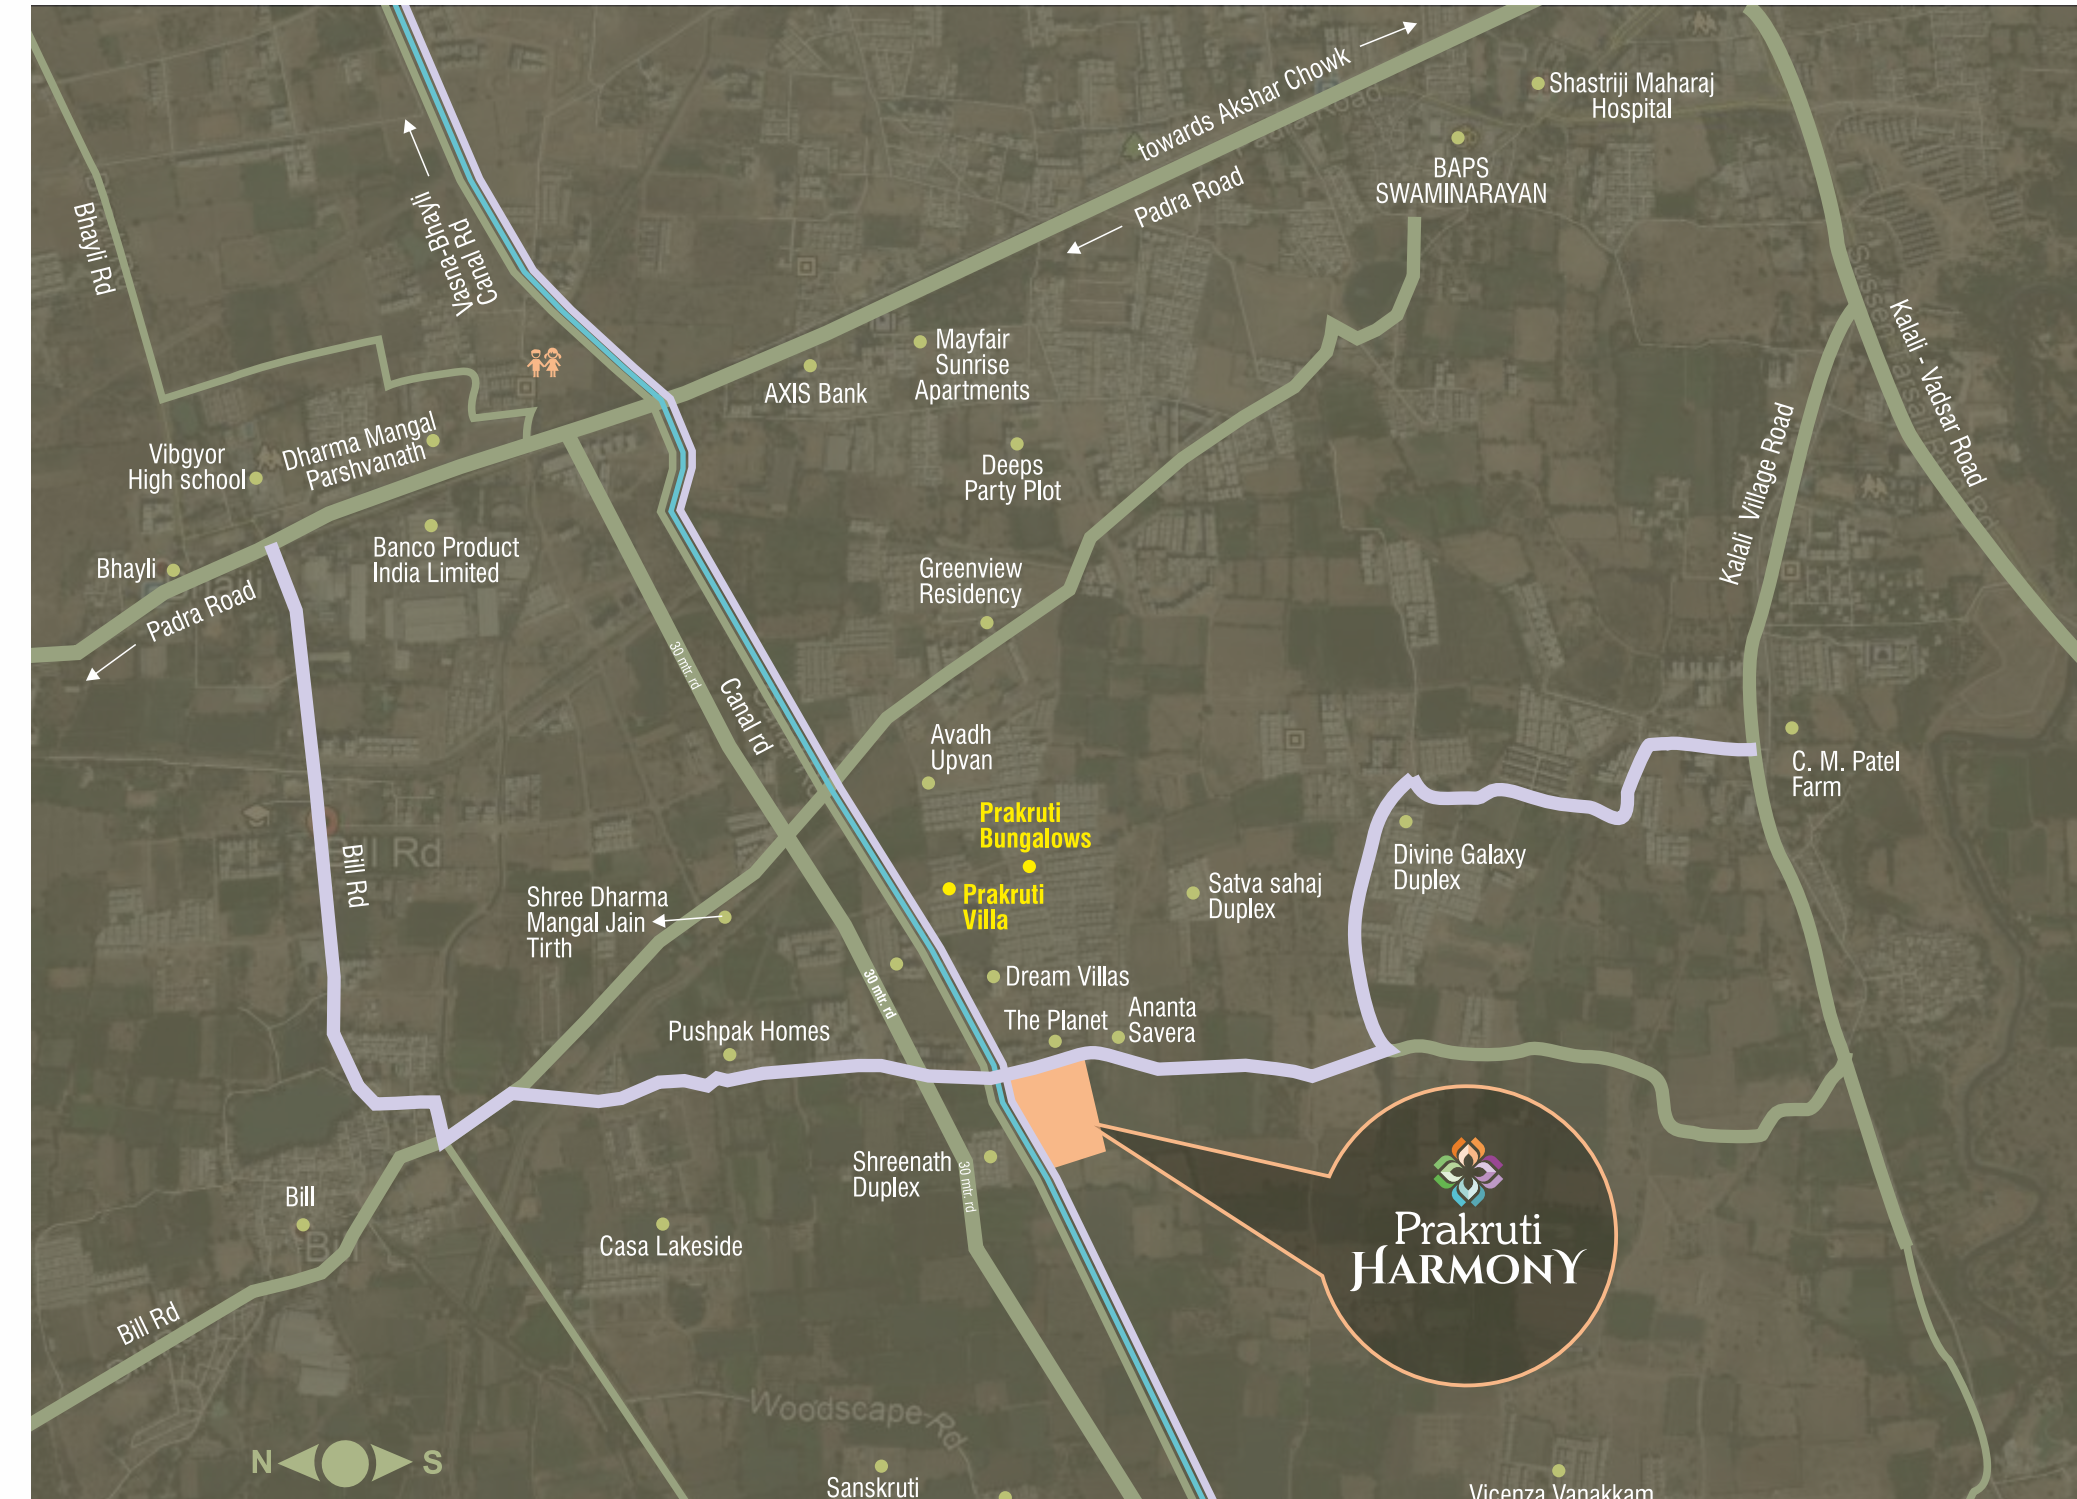 towards Akshar Chowk
Padra Road
Shastriji Maharaj
Hospital
BAPS
SWAMINARAYAN
Bhayli Rd
Vasna-Bhayli
Canal Rd
Kalali - Vadsar Road
Kalali Village Road
Mayfair
Sunrise
Apartments
AXIS Bank
Deeps
Party Plot
Vibgyor
High school
Dharma Mangal
Parshvanath
Banco Product
India Limited
Bhayli
Padra Road
Greenview
Residency
30 mtr. rd
Canal rd
Avadh
Upvan
C. M. Patel
Farm
Prakruti
Bungalows
Prakruti
Villa
Bill Rd
Bill Rd
Divine Galaxy
Duplex
Satva sahaj
Duplex
Shree Dharma
Mangal Jain
Tirth
30 mtr. rd
Dream Villas
The Planet
Ananta
Savera
Pushpak Homes
Shreenath
Duplex
30 mtr. rd
Bill
Bill
Casa Lakeside
Prakruti
HARMONY
Bill Rd
Woodscape Rd
N
S
Sanskruti
Vicenza Vanakkam